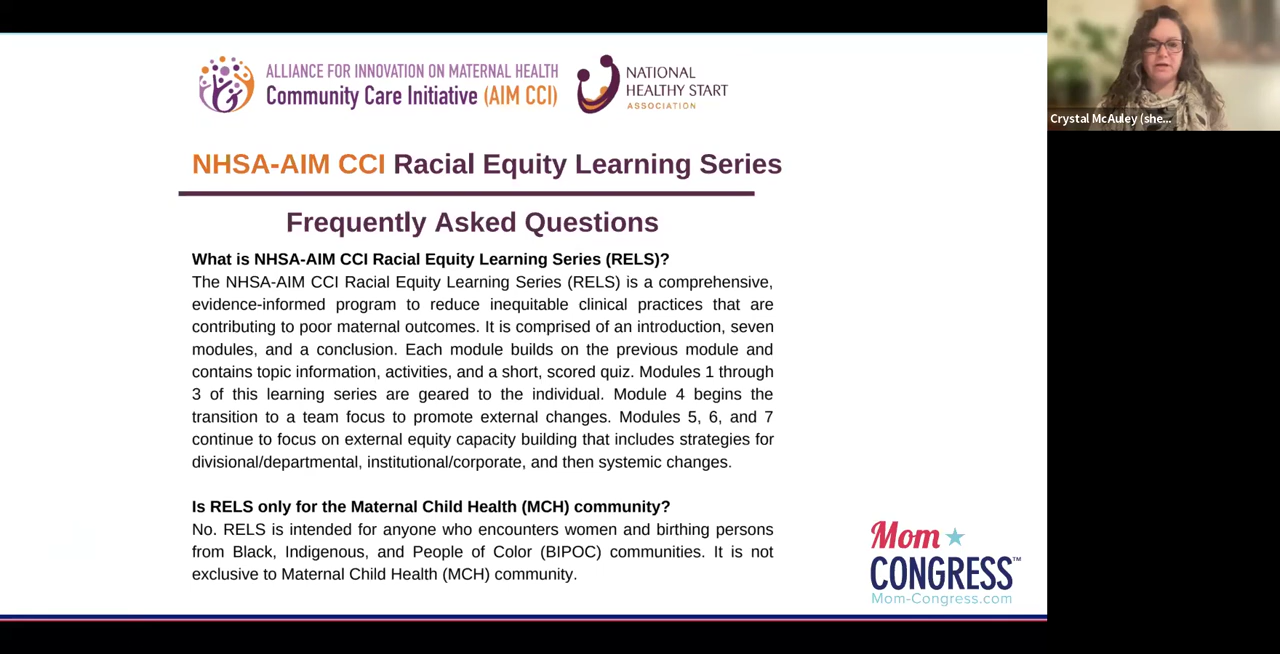 ALLIANCE FOR INNOVATION ON MATERNAL HEALTH
Community Care Initiative (AIM CCI)
NATIONAL
HEALTHY START
ASSOCIATION
Crystal McAuley (she...
NHSA-AIM CCI Racial Equity Learning Series
Frequently Asked Questions
What is NHSA-AIM CCI Racial Equity Learning Series (RELS)?
The NHSA-AIM CCI Racial Equity Learning Series (RELS) is a comprehensive,
evidence-informed program to reduce inequitable clinical practices that are
contributing to poor maternal outcomes. It is comprised of an introduction, seven
modules, and a conclusion. Each module builds on the previous module and
contains topic information, activities, and a short, scored quiz. Modules 1 through
3 of this learning series are geared to the individual. Module 4 begins the
transition to a team focus to promote external changes. Modules 5, 6, and 7
continue to focus on external equity capacity building that includes strategies for
divisional/departmental, institutional/corporate, and then systemic changes.
Is RELS only for the Maternal Child Health (MCH) community?
No. RELS is intended for anyone who encounters women and birthing persons
from Black, Indigenous, and People of Color (BIPOC) communities. It is not
exclusive to Maternal Child Health (MCH) community.
Mom
CONGRESS™
Mom-Congress.com